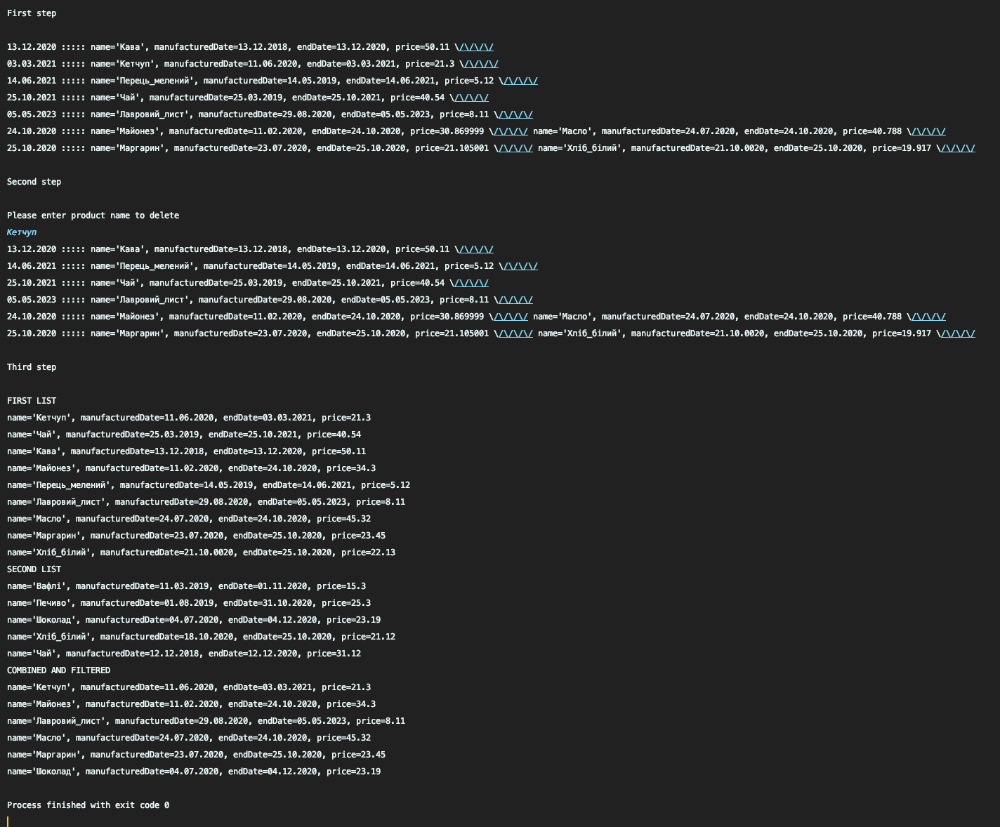 First step
13.12.2020 ::::: name='Кава', manufacturedDate=13.12.2018, endDate=13.12.2020, price=50.11 \/\/\/\/
03.03.2021 ::::: name='Кетчуп', manufacturedDate=11.06.2020, endDate=03.03.2021, price=21.3 \/\/\/\/
14.06.2021 ::::: name='Перець_мелений', manufacturedDate=14.05.2019, endDate=14.06.2021, price=5.12 \/\/\/\/
25.10.2021 ::::: name='Чай', manufacturedDate=25.03.2019, endDate=25.10.2021, price=40.54 \/\/\/\/
05.05.2023 ::::: name='Лавровий_лист', manufacturedDate=29.08.2020, endDate=05.05.2023, price=8.11 \/\/\/\/
24.10.2020 ::::: name='Майонез', manufacturedDate=11.02.2020, endDate=24.10.2020, price=30.869999 \/\/\/\/ name='Масло', manufacturedDate=24.07.2020, endDate=24.10.2020, price=40.788 \/\/\/\/
25.10.2020 ::::: name='Маргарин', manufacturedDate=23.07.2020, endDate=25.10.2020, price=21.105001 \/\/\/\/ name='Хліб_білий', manufacturedDate=21.10.0020, endDate=25.10.2020, price=19.917 \/\/\/\/
Second step
Please enter product name to delete
Кетчуп
13.12.2020 ::::: name='Кава', manufacturedDate=13.12.2018, endDate=13.12.2020, price=50.11 \/\/\/\/
14.06.2021 ::::: name='Перець_мелений', manufacturedDate=14.05.2019, endDate=14.06.2021, price=5.12 \/\/\/\/
25.10.2021 ::::: name='Чай', manufacturedDate=25.03.2019, endDate=25.10.2021, price=40.54 \/\/\/\/
05.05.2023 ::::: name='Лавровий_лист', manufacturedDate=29.08.2020, endDate=05.05.2023, price=8.11 \/\/\/\/
24.10.2020 ::::: name='Майонез', manufacturedDate=11.02.2020, endDate=24.10.2020, price=30.869999 \/\/\/\/ name='Масло', manufacturedDate=24.07.2020, endDate=24.10.2020, price=40.788 \/\/\/\/
25.10.2020 ::::: name='Маргарин', manufacturedDate=23.07.2020, endDate=25.10.2020, price=21.105001 \/\/\/\/ name='Хліб_білий', manufacturedDate=21.10.0020, endDate=25.10.2020, price=19.917 \/\/\/\/
Third step
FIRST LIST
name='Кетчуп', manufacturedDate=11.06.2020, endDate=03.03.2021, price=21.3
name='Чай', manufacturedDate=25.03.2019, endDate=25.10.2021, price=40.54
name='Кава', manufacturedDate=13.12.2018, endDate=13.12.2020, price=50.11
name='Майонез', manufacturedDate=11.02.2020, endDate=24.10.2020, price=34.3
name='Перець_мелений', manufacturedDate=14.05.2019, endDate=14.06.2021, price=5.12
name='Лавровий_лист', manufacturedDate=29.08.2020, endDate=05.05.2023, price=8.11
name='Масло', manufacturedDate=24.07.2020, endDate=24.10.2020, price=45.32
name='Маргарин', manufacturedDate=23.07.2020, endDate=25.10.2020, price=23.45
name='Хліб_білий', manufacturedDate=21.10.0020, endDate=25.10.2020, price=22.13
SECOND LIST
name='Вафлі', manufacturedDate=11.03.2019, endDate=01.11.2020, price=15.3
name='Печиво', manufacturedDate=01.08.2019, endDate=31.10.2020, price=25.3
name='Шоколад', manufacturedDate=04.07.2020, endDate=04.12.2020, price=23.19
name='Хліб_білий', manufacturedDate=18.10.2020, endDate=25.10.2020, price=21.12
name='Чай', manufacturedDate=12.12.2018, endDate=12.12.2020, price=31.12
COMBINED AND FILTERED
name='Кетчуп', manufacturedDate=11.06.2020, endDate=03.03.2021, price=21.3
name='Майонез', manufacturedDate=11.02.2020, endDate=24.10.2020, price=34.3
name='Лавровий_лист', manufacturedDate=29.08.2020, endDate=05.05.2023, price=8.11
name='Масло', manufacturedDate=24.07.2020, endDate=24.10.2020, price=45.32
name='Маргарин', manufacturedDate=23.07.2020, endDate=25.10.2020, price=23.45
name='Шоколад', manufacturedDate=04.07.2020, endDate=04.12.2020, price=23.19
Process finished with exit code 0